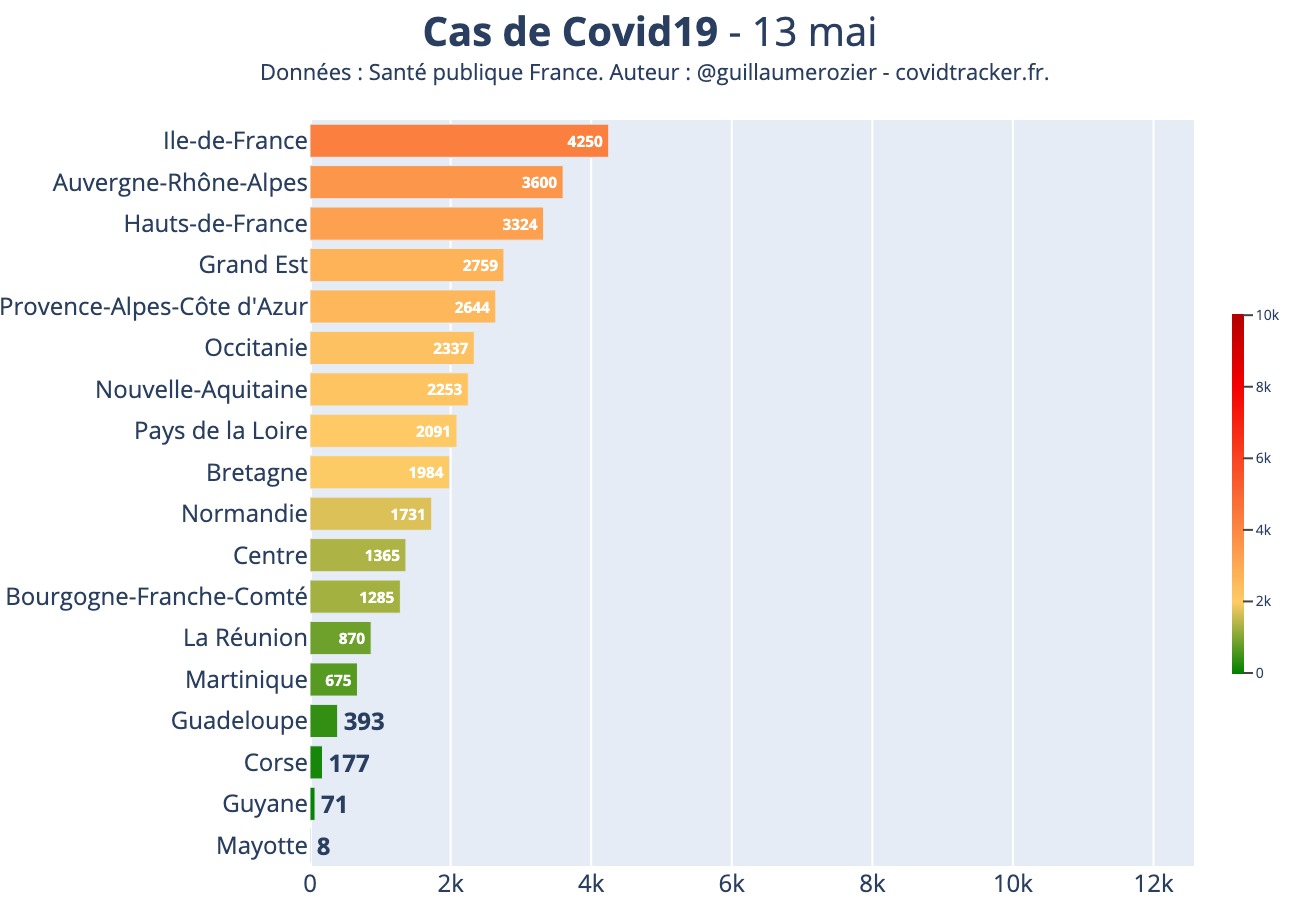 Cas de Covid19 - 13 mai
Données : Santé publique France. Auteur : @guillaumerozier - covidtracker.fr.
Ile-de-France 4250
Auvergne-Rhône-Alpes 3600
Hauts-de-France 3324
Grand Est 2759
Provence-Alpes-Côte d'Azur 2644
Occitanie 2337
Nouvelle-Aquitaine 2253
Pays de la Loire 2091
Bretagne 1984
Normandie 1731
Centre 1365
Bourgogne-Franche-Comté 1285
La Réunion 870
Martinique 675
Guadeloupe 393
Corse 177
Guyane 71
Mayotte 8
0 2k 4k 6k 8k 10k 12k
10k
8k
6k
4k
2k
0